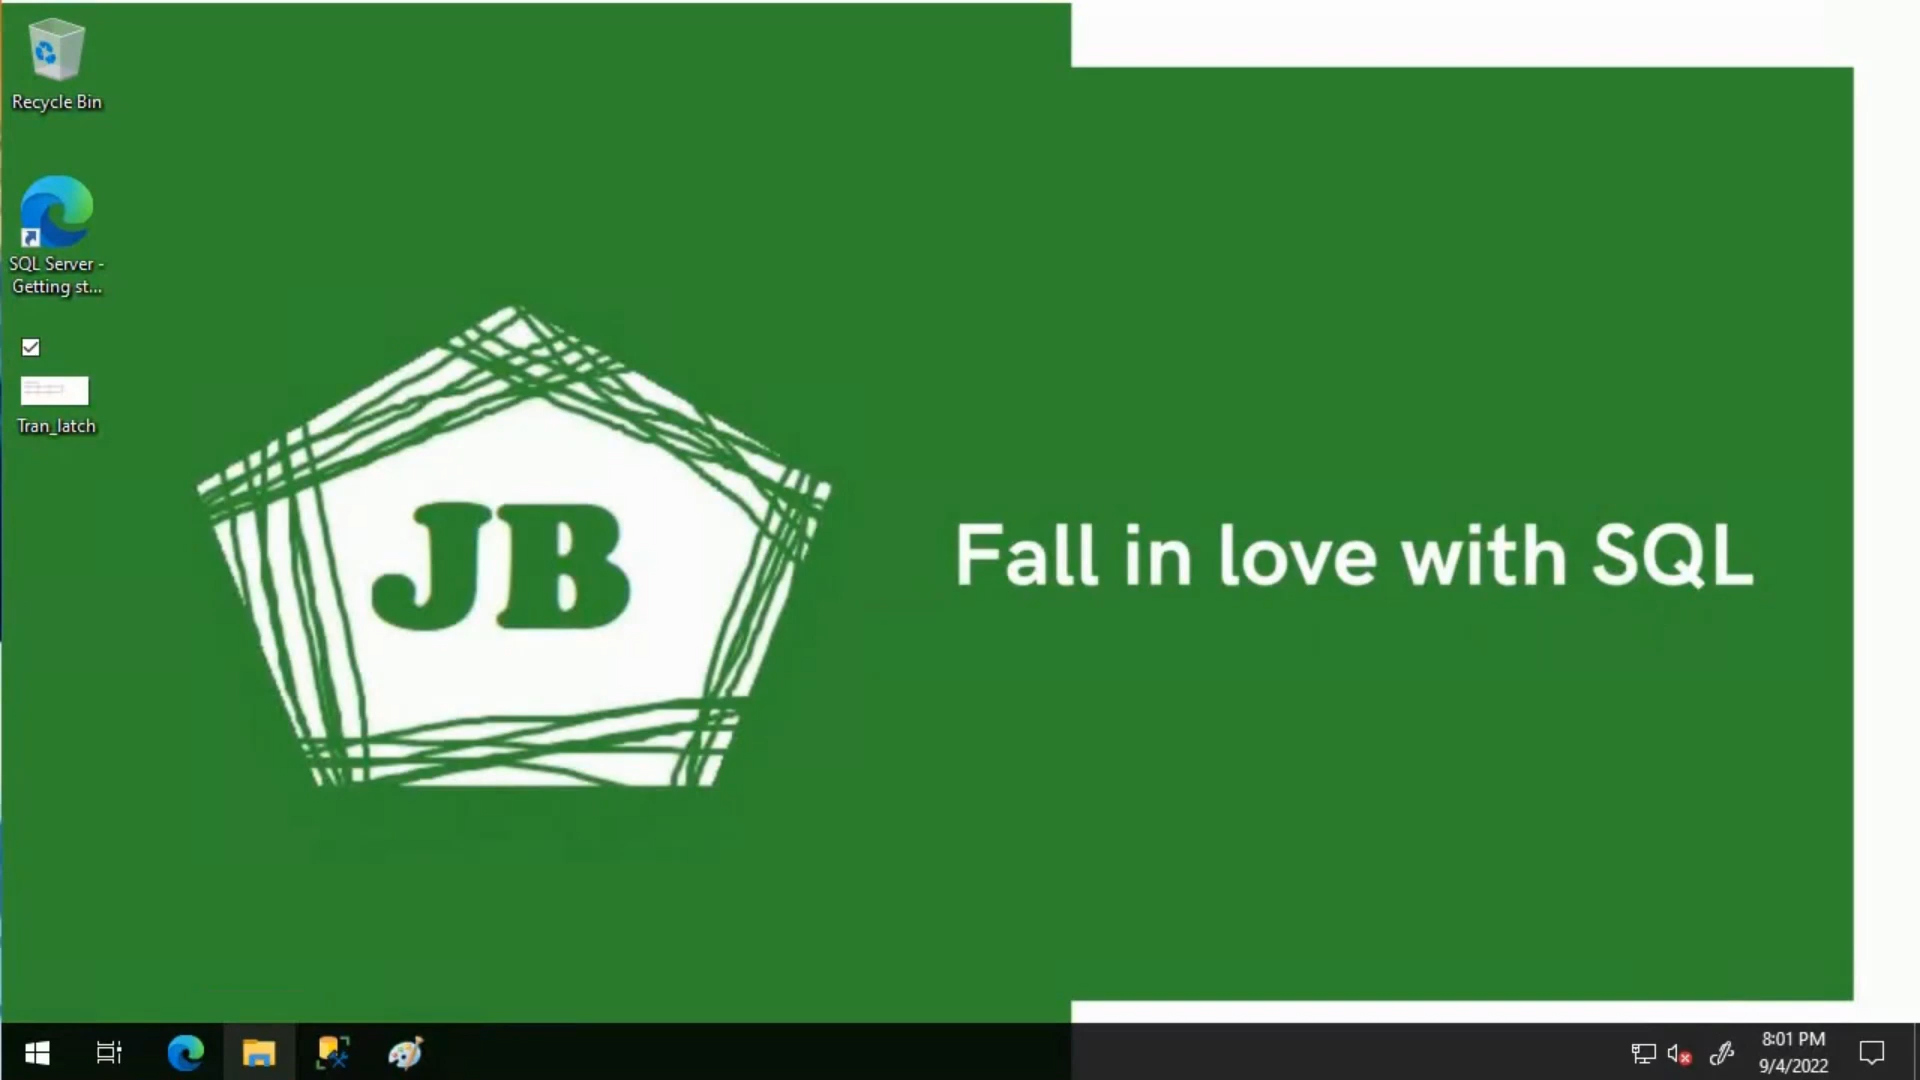 Recycle Bin
SQL Server -
Getting st...
Tran_latch
JB
Fall in love with SQL
8:01 PM
9/4/2022